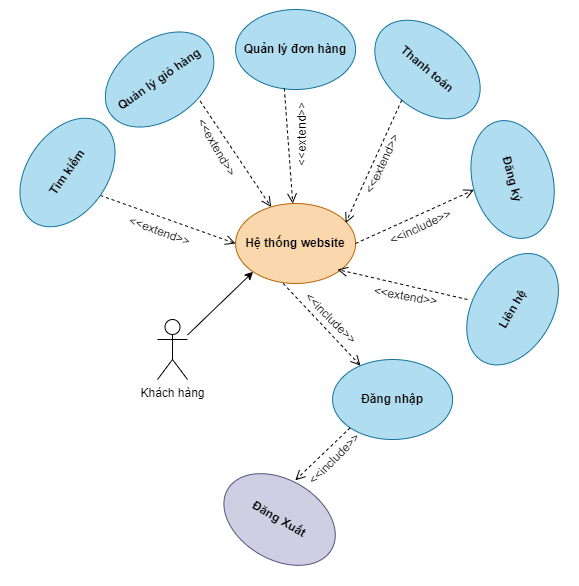 Quản lý đơn hàng
Quản lý giỏ hàng
Thanh toán
<<extend>>
<<extend>>
<<extend>>
Tìm kiếm
Đăng ký
<<extend>>
<<include>>
Hệ thống website
Liên hệ
<<extend>>
<<include>>
Khách hàng
Đăng nhập
<<include>>
Đăng Xuất